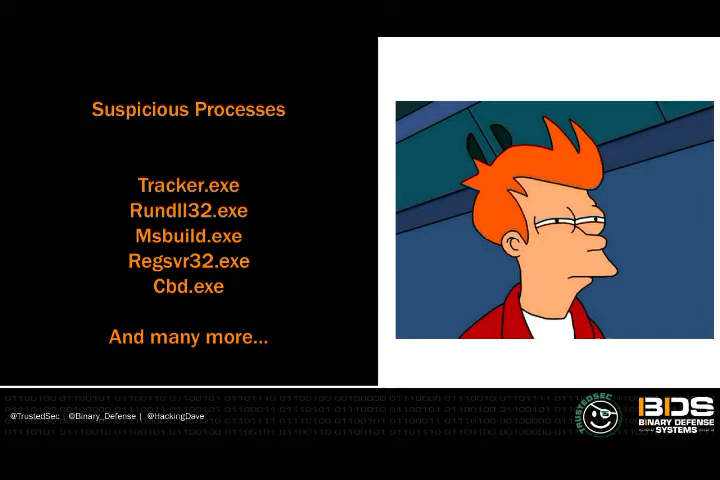 Suspicious Processes
Tracker.exe
Rundll32.exe
Msbuild.exe
Regsvr32.exe
Cbd.exe
And many more...
@TrustedSec | @Binary_Defense | @HackingDave
TRUSTEDSEC
BDS
BINARY DEFENSE
SYSTEMS